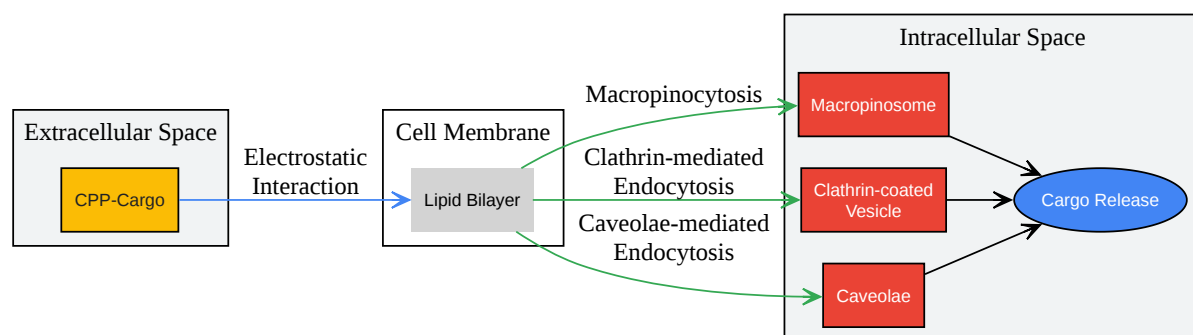 Extracellular Space
CPP-Cargo
Electrostatic
Interaction
Cell Membrane
Lipid Bilayer
Macropinocytosis
Clathrin-mediated
Endocytosis
Caveolae-mediated
Endocytosis
Intracellular Space
Macropinosome
Clathrin-coated
Vesicle
Caveolae
Cargo Release